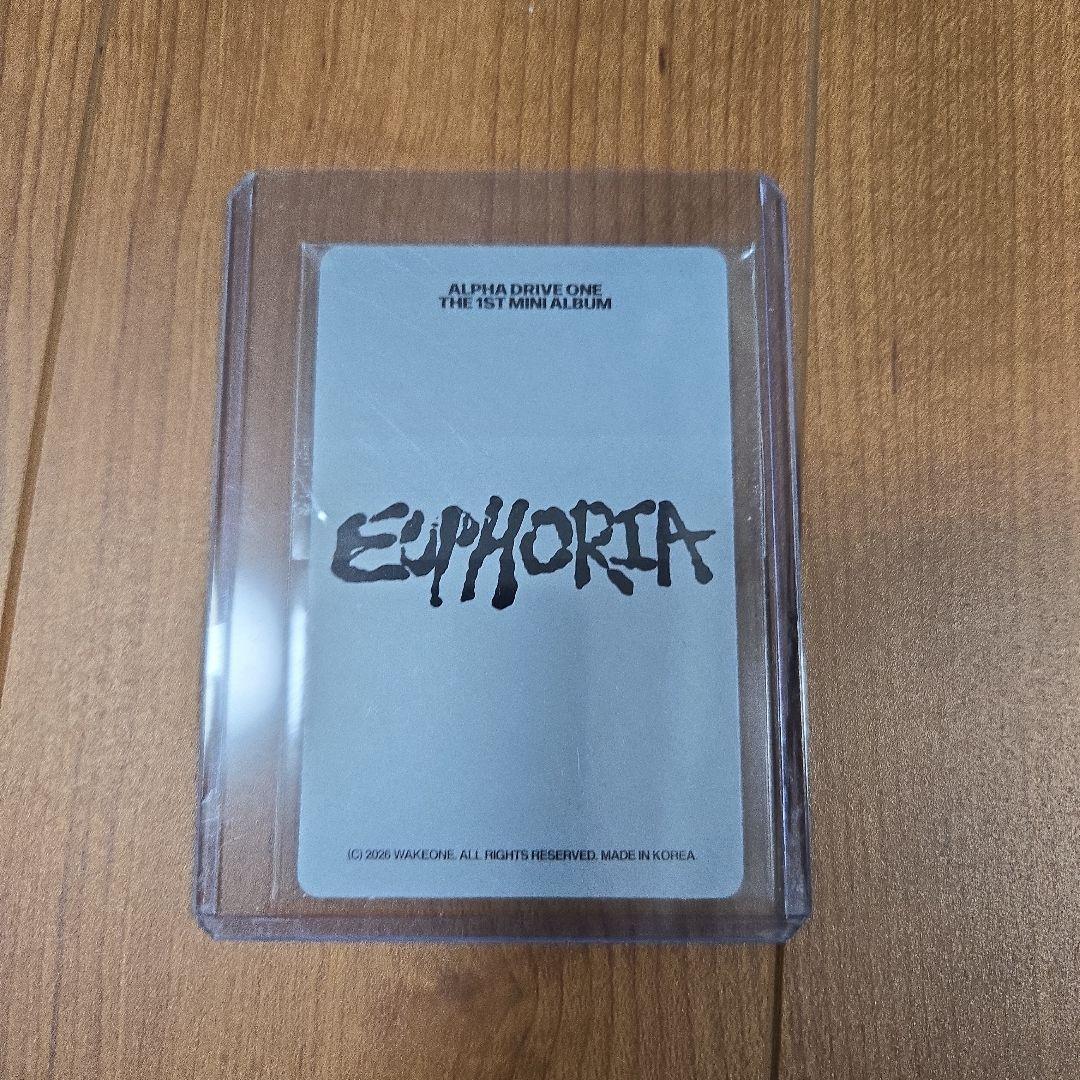 ALPHA DRIVE ONE
THE 1ST MINI ALBUM
EUPHORIA
(C) 2026 WAKEONE. ALL RIGHTS RESERVED. MADE IN KOREA.